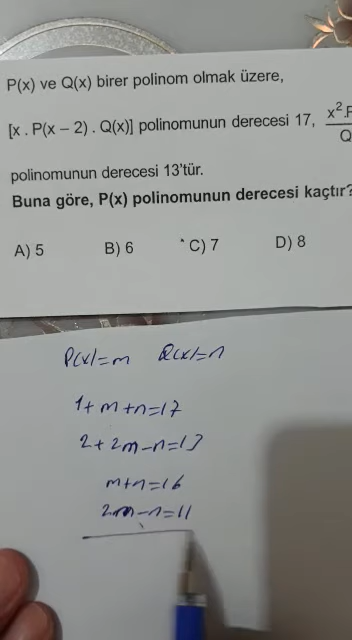 P(x) ve Q(x) birer polinom olmak üzere,
[x . P(x – 2) . Q(x)] polinomunun derecesi 17, x².
Q
polinomunun derecesi 13'tür.
Buna göre, P(x) polinomunun derecesi kaçtır?
A) 5 B) 6 C) 7 D) 8
P(x)=m Q(x)=n
1+m+n=17
2+2m-n=13
m+n=16
2m-n=11